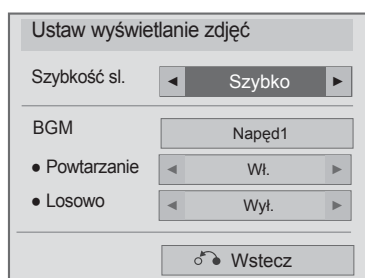 Ustaw wyświetlanie zdjęć
Szybkość sl. ◄ Szybko ►
BGM Napęd1
● Powtarzanie ◄ Wł. ►
● Losowo ◄ Wył. ►
Wstecz